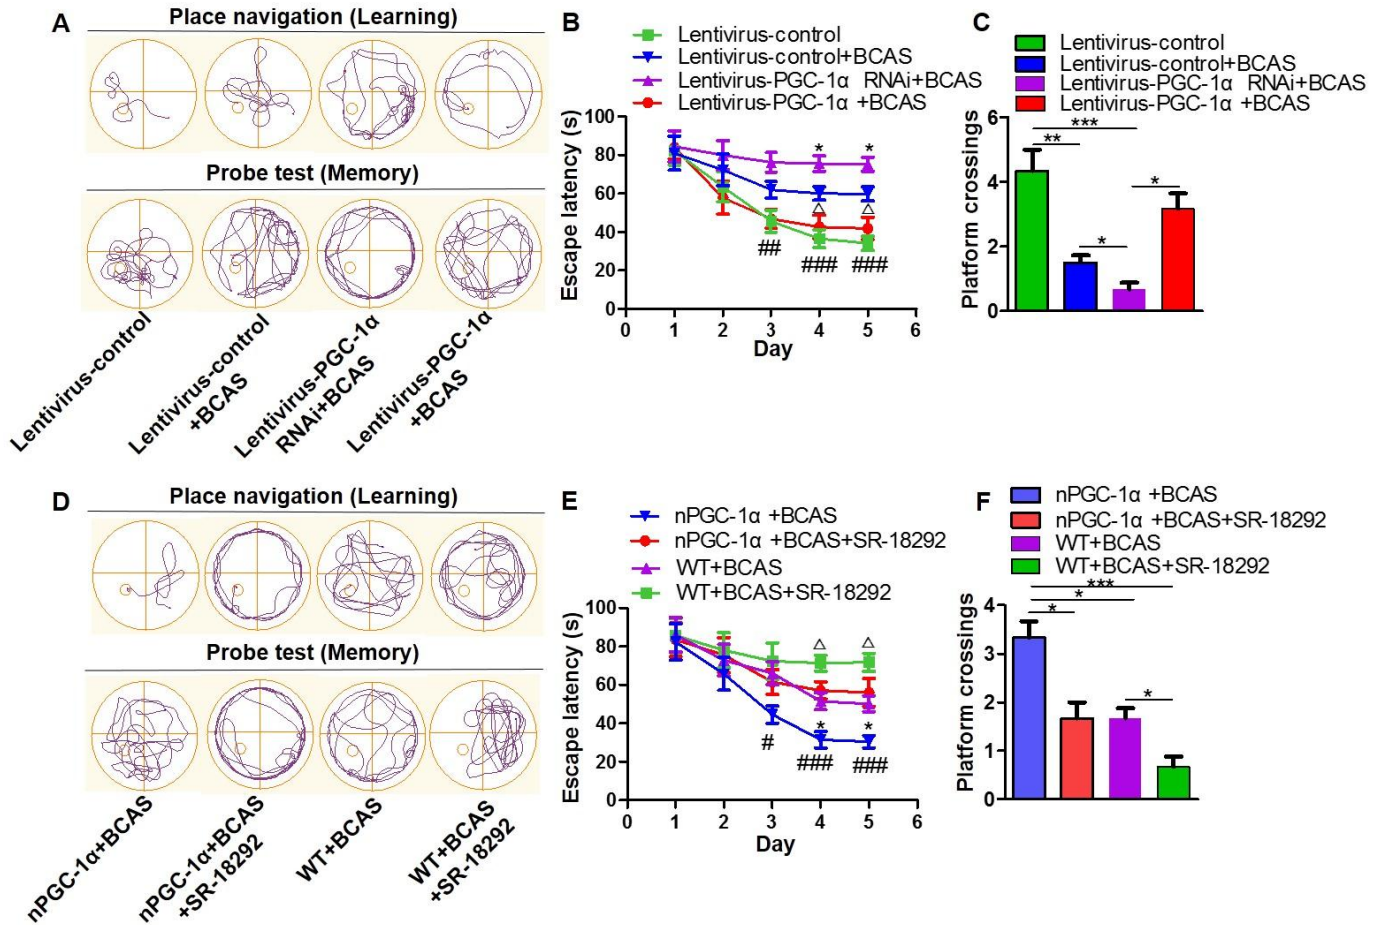 A
Place navigation (Learning)
Probe test (Memory)
Lentivirus-control
Lentivirus-control
+BCAS
Lentivirus-PGC-1α
RNAi+BCAS
Lentivirus-PGC-1α
+BCAS
B
Lentivirus-control
Lentivirus-control+BCAS
Lentivirus-PGC-1α RNAi+BCAS
Lentivirus-PGC-1α +BCAS
Escape latency (s)
100
80
60
40
20
0
* *
△ △
## ### ###
0 1 2 3 4 5 6
Day
C
Lentivirus-control
Lentivirus-control+BCAS
Lentivirus-PGC-1α RNAi+BCAS
Lentivirus-PGC-1α +BCAS
Platform crossings
6
4
2
0
***
**
*
*
D
Place navigation (Learning)
Probe test (Memory)
nPGC-1α+BCAS
nPGC-1α+BCAS
+SR-18292
WT+BCAS
WT+BCAS
+SR-18292
E
nPGC-1α +BCAS
nPGC-1α +BCAS+SR-18292
WT+BCAS
WT+BCAS+SR-18292
Escape latency (s)
100
80
60
40
20
0
△ △
* *
# ### ###
0 1 2 3 4 5 6
Day
F
nPGC-1α +BCAS
nPGC-1α +BCAS+SR-18292
WT+BCAS
WT+BCAS+SR-18292
Platform crossings
4
3
2
1
0
***
*
*
*